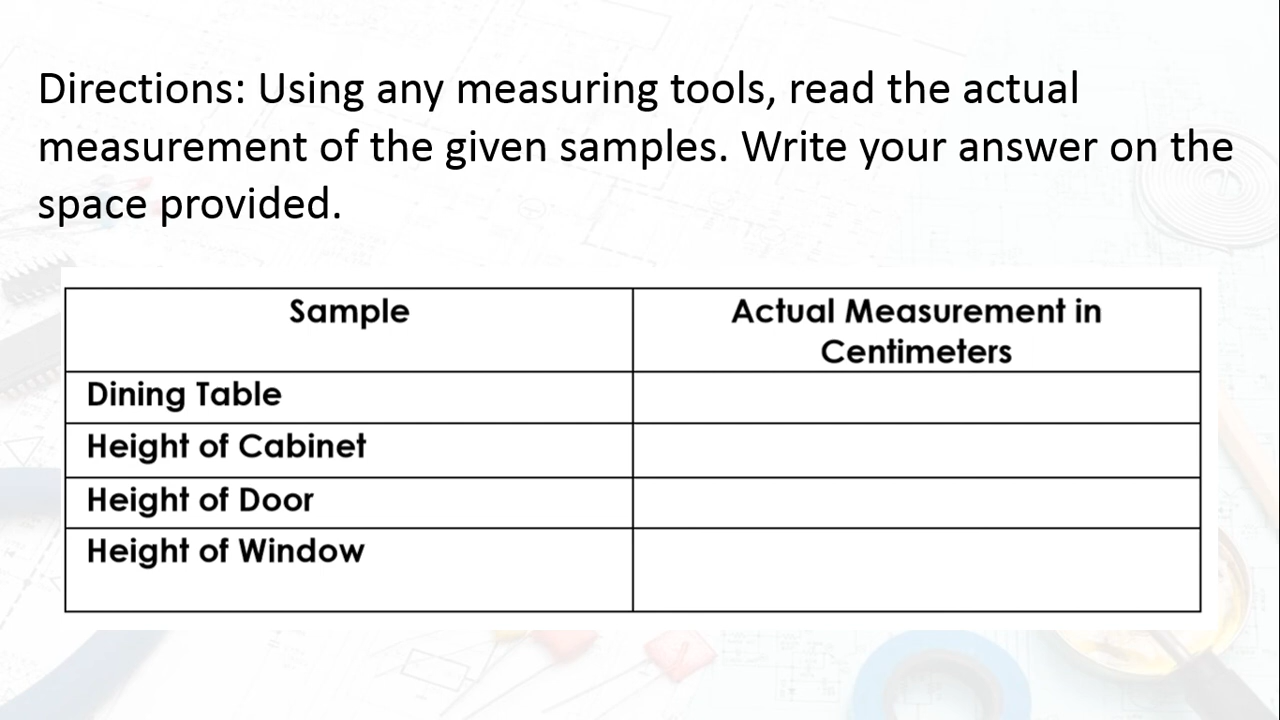 Directions: Using any measuring tools, read the actual
measurement of the given samples. Write your answer on the
space provided.
Sample
Actual Measurement in
Centimeters
Dining Table
Height of Cabinet
Height of Door
Height of Window